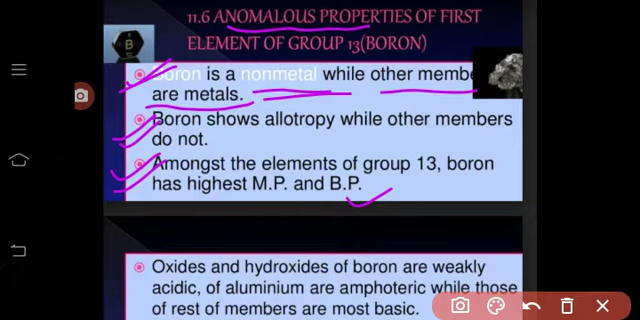 11.6 ANOMALOUS PROPERTIES OF FIRST
ELEMENT OF GROUP 13(BORON)
B
Boron is a nonmetal while other membe
are metals.
Boron shows allotropy while other members
do not.
Amongst the elements of group 13, boron
has highest M.P. and B.P.
Oxides and hydroxides of boron are weakly
acidic, of aluminium are amphoteric while those
of rest of members are most basic.